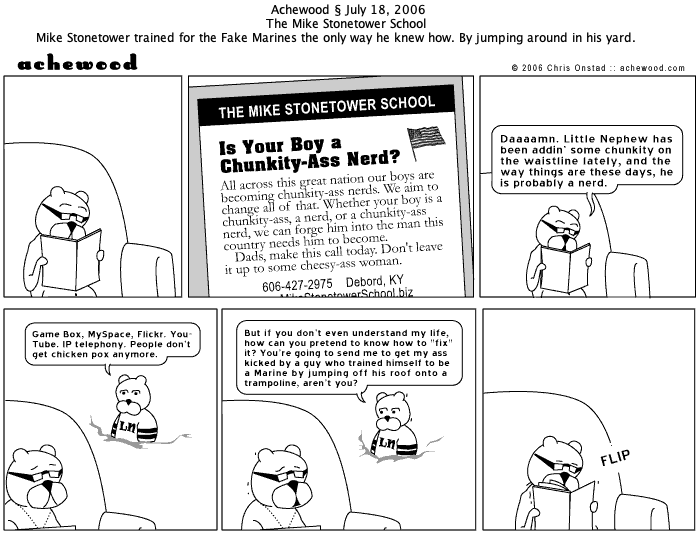 Achewood § July 18, 2006
The Mike Stonetower School
Mike Stonetower trained for the Fake Marines the only way he knew how. By jumping around in his yard.
achewood
© 2006 Chris Onstad :: achewood.com
THE MIKE STONETOWER SCHOOL
Is Your Boy a
Chunkity-Ass Nerd?
All across this great nation our boys are
becoming chunkity-ass nerds. We aim to
change all of that. Whether your boy is a
chunkity-ass, a nerd, or a chunkity-ass
nerd, we can forge him into the man this
country needs him to become.
Dads, make this call today. Don't leave
it up to some cheesy-ass woman.
606-427-2975 Debord, KY
MikeStonetowerSchool.biz
Daaaamn. Little Nephew has
been addin' some chunkity on
the waistline lately, and the
way things are these days, he
is probably a nerd.
Game Box, MySpace, Flickr. You-
Tube. IP telephony. People don't
get chicken pox anymore.
LN
But if you don't even understand my life,
how can you pretend to know how to "fix"
it? You're going to send me to get my ass
kicked by a guy who trained himself to be
a Marine by jumping off his roof onto a
trampoline, aren't you?
LN
FLIP